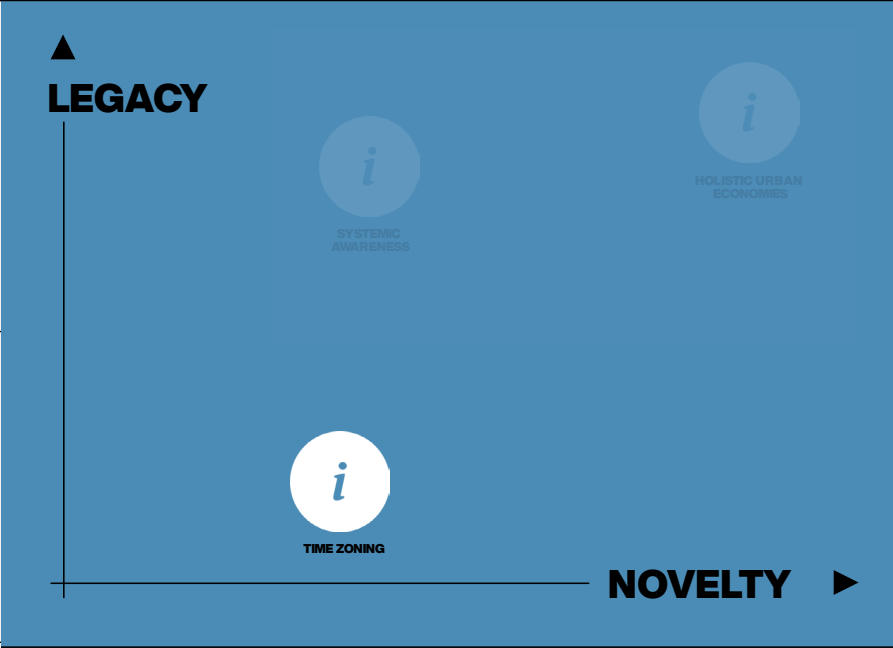 LEGACY
i
HOLISTIC URBAN
ECONOMIES
i
SYSTEMIC
AWARENESS
i
TIME ZONING
NOVELTY